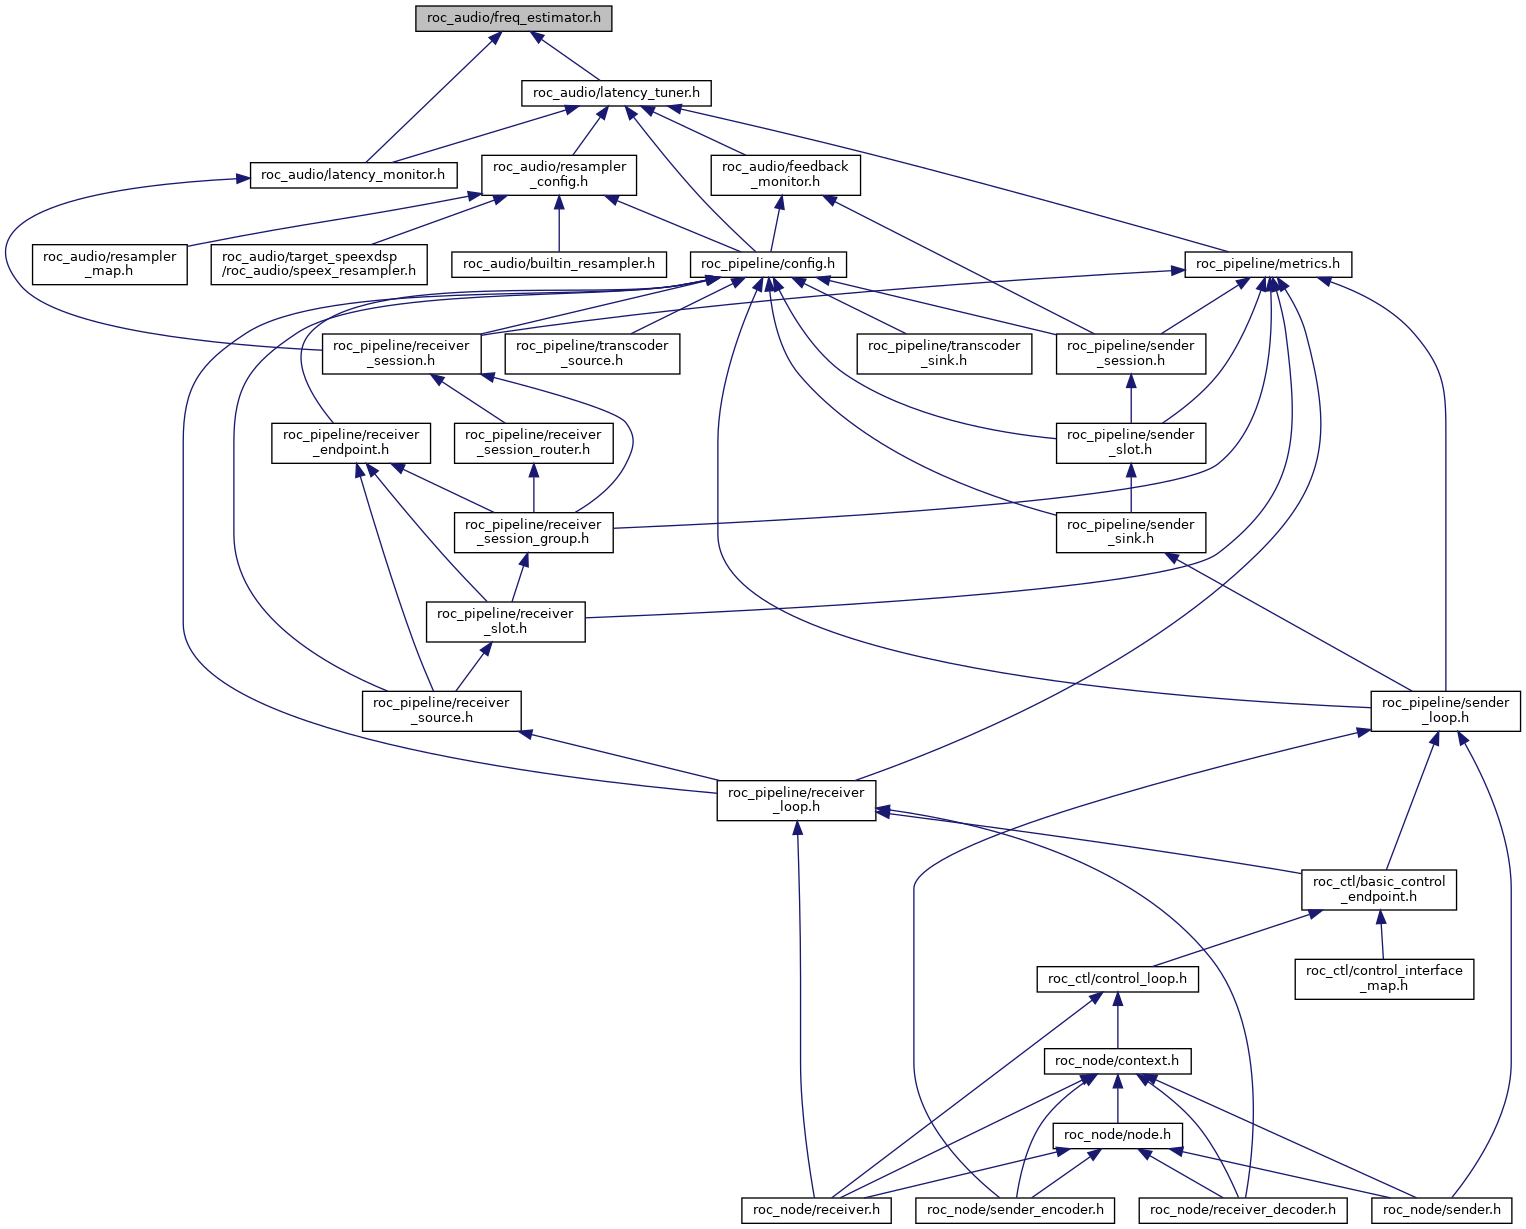 roc_audio/freq_estimator.h
roc_audio/latency_tuner.h
roc_audio/latency_monitor.h
roc_audio/resampler
_config.h
roc_audio/feedback
_monitor.h
roc_audio/resampler
_map.h
roc_audio/target_speexdsp
/roc_audio/speex_resampler.h
roc_audio/builtin_resampler.h
roc_pipeline/config.h
roc_pipeline/metrics.h
roc_pipeline/receiver
_session.h
roc_pipeline/transcoder
_source.h
roc_pipeline/transcoder
_sink.h
roc_pipeline/sender
_session.h
roc_pipeline/receiver
_endpoint.h
roc_pipeline/receiver
_session_router.h
roc_pipeline/sender
_slot.h
roc_pipeline/receiver
_session_group.h
roc_pipeline/sender
_sink.h
roc_pipeline/receiver
_slot.h
roc_pipeline/receiver
_source.h
roc_pipeline/sender
_loop.h
roc_pipeline/receiver
_loop.h
roc_ctl/basic_control
_endpoint.h
roc_ctl/control_loop.h
roc_ctl/control_interface
_map.h
roc_node/context.h
roc_node/node.h
roc_node/receiver.h
roc_node/sender_encoder.h
roc_node/receiver_decoder.h
roc_node/sender.h